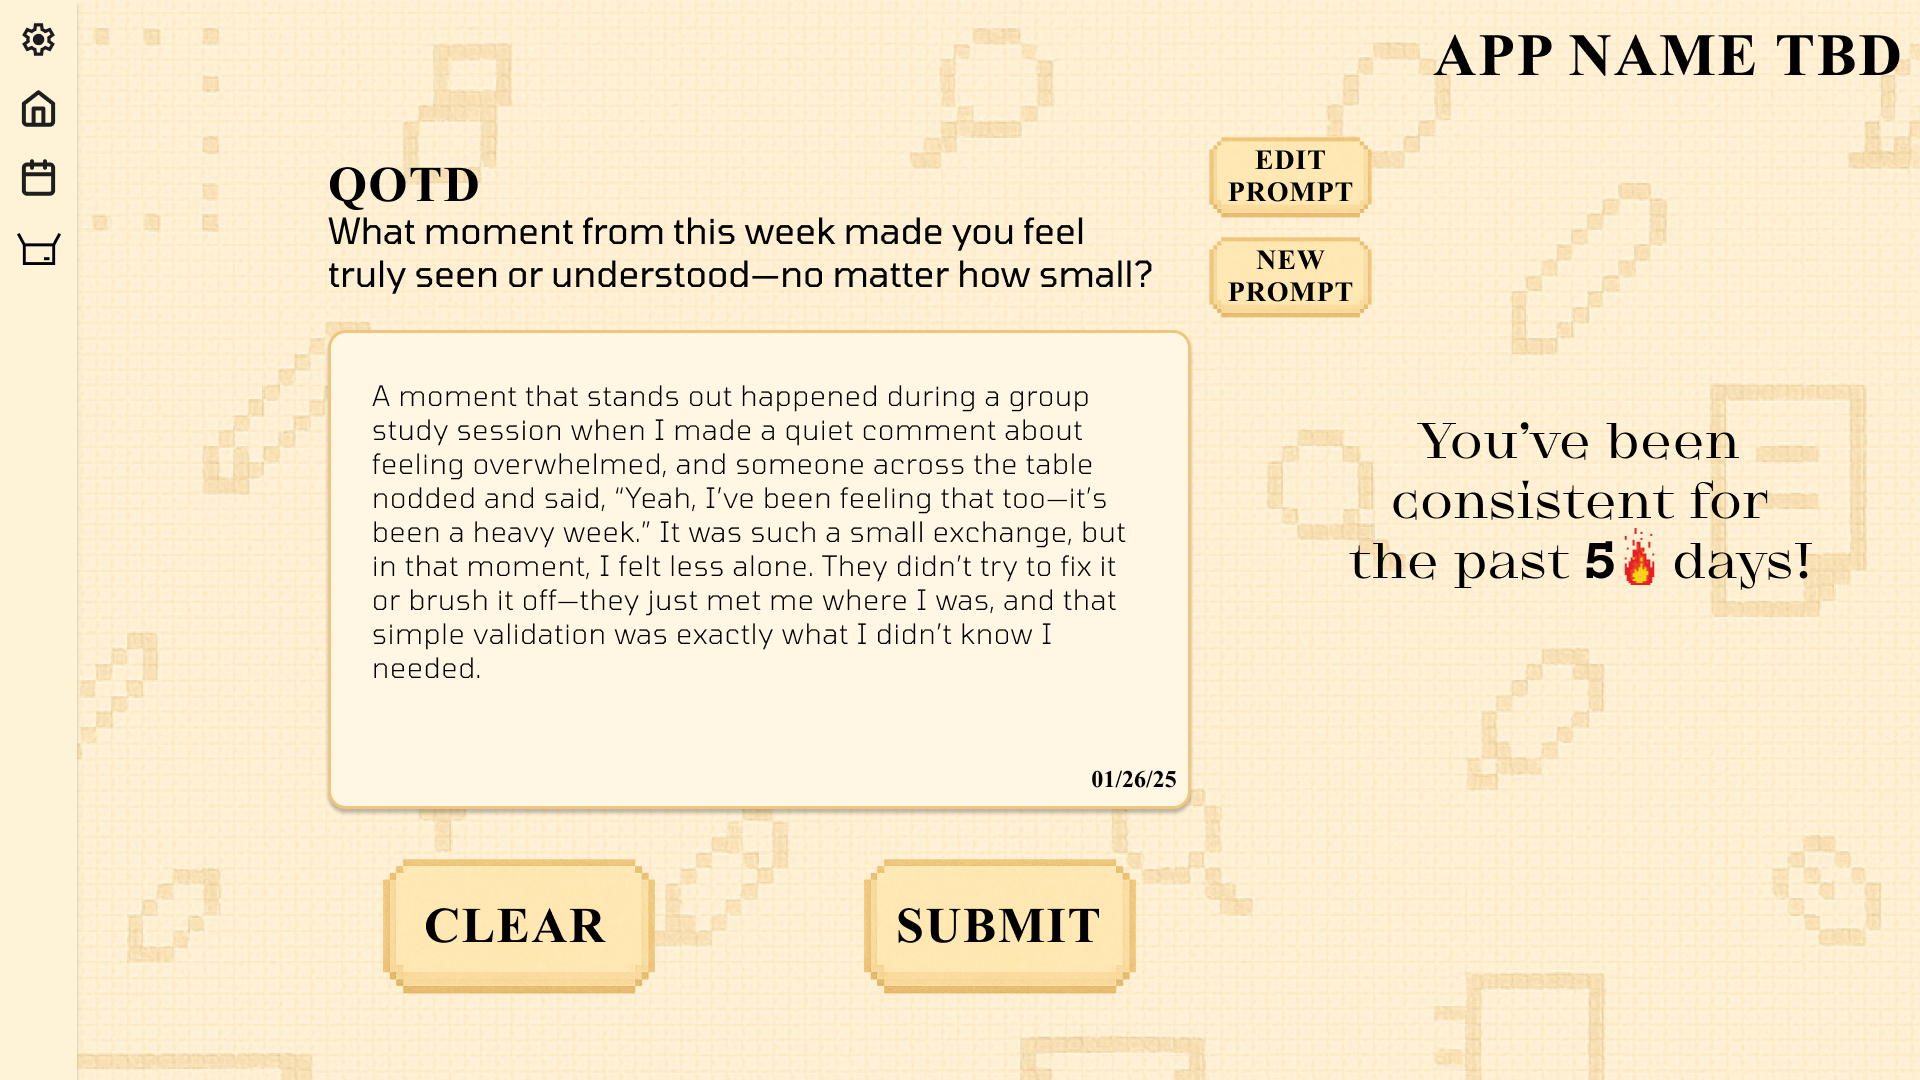 APP NAME TBD
QOTD
What moment from this week made you feel
truly seen or understood—no matter how small?
EDIT
PROMPT
NEW
PROMPT
A moment that stands out happened during a group
study session when I made a quiet comment about
feeling overwhelmed, and someone across the table
nodded and said, “Yeah, I’ve been feeling that too—it’s
been a heavy week.” It was such a small exchange, but
in that moment, I felt less alone. They didn’t try to fix it
or brush it off—they just met me where I was, and that
simple validation was exactly what I didn’t know I
needed.
01/26/25
You’ve been
consistent for
the past 5🔥 days!
CLEAR
SUBMIT